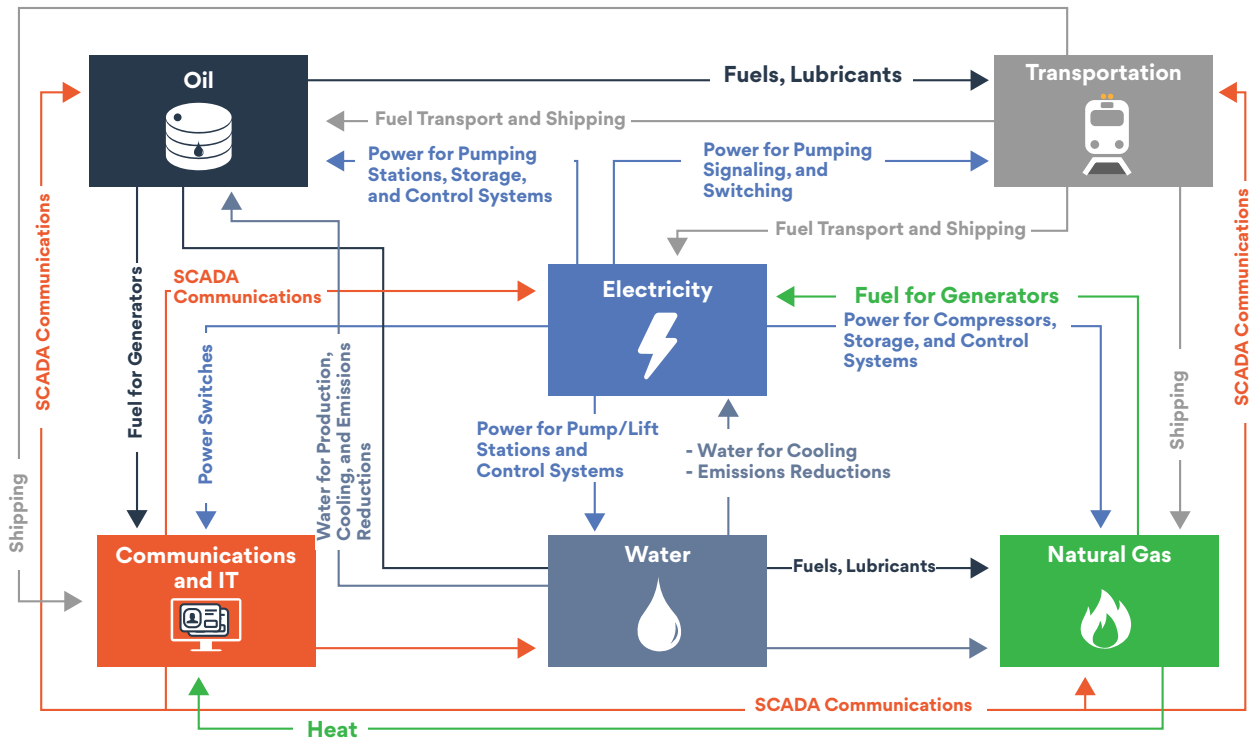 Oil
Fuels, Lubricants
Transportation
Fuel Transport and Shipping
Power for Pumping
Stations, Storage,
and Control Systems
Power for Pumping
Signaling, and
Switching
Fuel Transport and Shipping
SCADA Communications
Fuel for Generators
SCADA
Communications
Electricity
Fuel for Generators
Power for Compressors,
Storage, and Control
Systems
SCADA Communications
Power Switches
Water for Production,
Cooling, and Emissions
Reductions
Shipping
Power for Pump/Lift
Stations and
Control Systems
- Water for Cooling
- Emissions Reductions
Shipping
Communications
and IT
Water
Fuels, Lubricants
Natural Gas
SCADA Communications
Heat